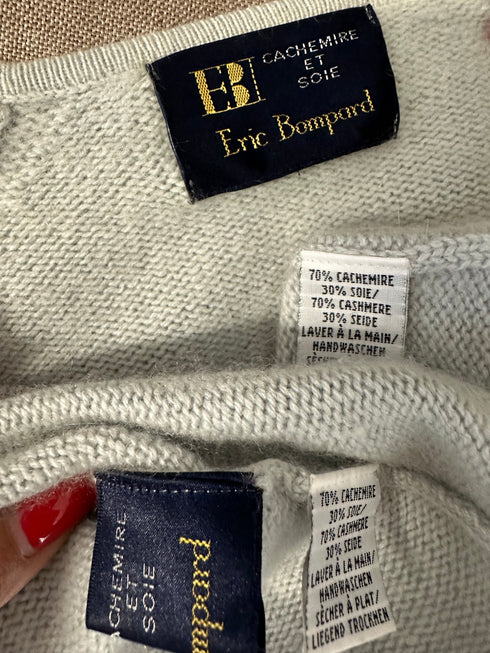 EB
CACHEMIRE
ET
SOIE
Eric Bompard
70% CACHEMIRE
30% SOIE/
70% CASHMERE
30% SEIDE
LAVER À LA MAIN/
HANDWASCHEN
CACHEMIRE
ET
SOIE
Bompard
70% CACHEMIRE
30% SOIE/
70% CASHMERE
30% SEIDE
LAVER À LA MAIN/
HANDWASCHEN
SÉCHER À PLAT/
LIEGEND TROCKNEN